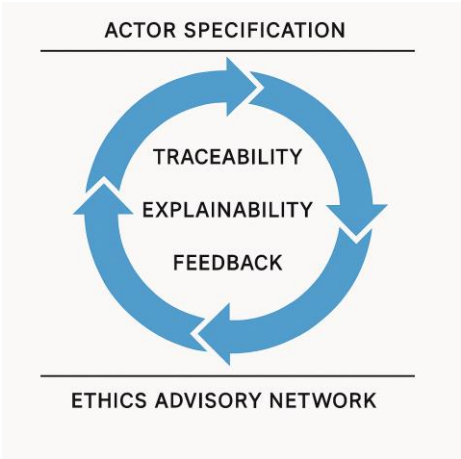 ACTOR SPECIFICATION
TRACEABILITY
EXPLAINABILITY
FEEDBACK
ETHICS ADVISORY NETWORK